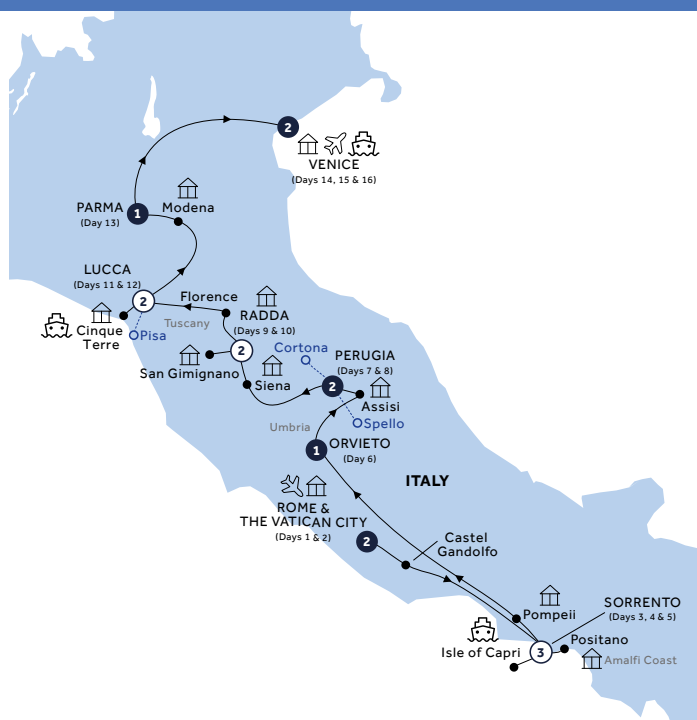 2
VENICE
(Days 14, 15 & 16)
PARMA
(Day 13)
1
Modena
LUCCA
(Days 11 & 12)
2
Cinque
Terre
Pisa
Florence
Tuscany
RADDA
(Days 9 & 10)
2
San Gimignano
Siena
Cortona
PERUGIA
(Days 7 & 8)
2
Assisi
Spello
Umbria
1
ORVIETO
(Day 6)
ITALY
ROME &
THE VATICAN CITY
(Days 1 & 2)
2
Castel
Gandolfo
Pompeii
SORRENTO
(Days 3, 4 & 5)
Isle of Capri
3
Positano
Amalfi Coast